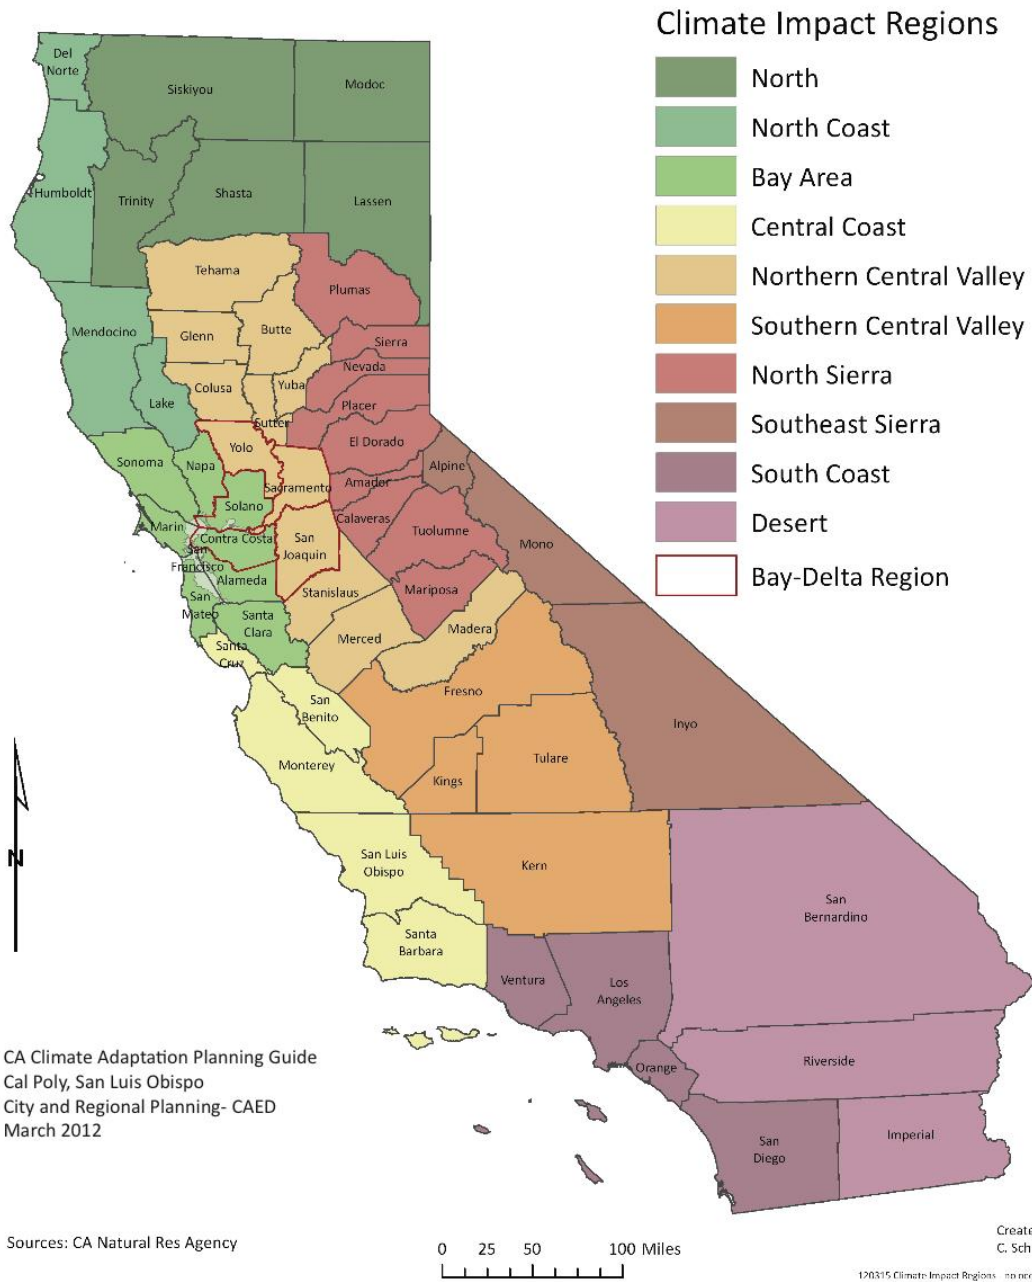 Climate Impact Regions
North
North Coast
Bay Area
Central Coast
Northern Central Valley
Southern Central Valley
North Sierra
Southeast Sierra
South Coast
Desert
Bay-Delta Region
Del
Norte
Siskiyou
Modoc
Humboldt
Trinity
Shasta
Lassen
Tehama
Plumas
Mendocino
Glenn
Butte
Sierra
Nevada
Colusa
Yuba
Lake
Placer
Sutter
El Dorado
Yolo
Sonoma
Napa
Alpine
Sacramento
Amador
Solano
Marin
Calaveras
Tuolumne
Contra Costa
San
Joaquin
Mono
San
Francisco
Alameda
Stanislaus
Mariposa
San
Mateo
Santa
Clara
Merced
Madera
Santa
Cruz
Fresno
San
Benito
Inyo
Monterey
Kings
Tulare
San Luis
Obispo
Kern
San
Bernardino
Santa
Barbara
Ventura
Los
Angeles
Orange
Riverside
San
Diego
Imperial
N
CA Climate Adaptation Planning Guide
Cal Poly, San Luis Obispo
City and Regional Planning- CAED
March 2012
Sources: CA Natural Res Agency
0 25 50 100 Miles
Create
C. Sch
120315 Climate Impact Regions